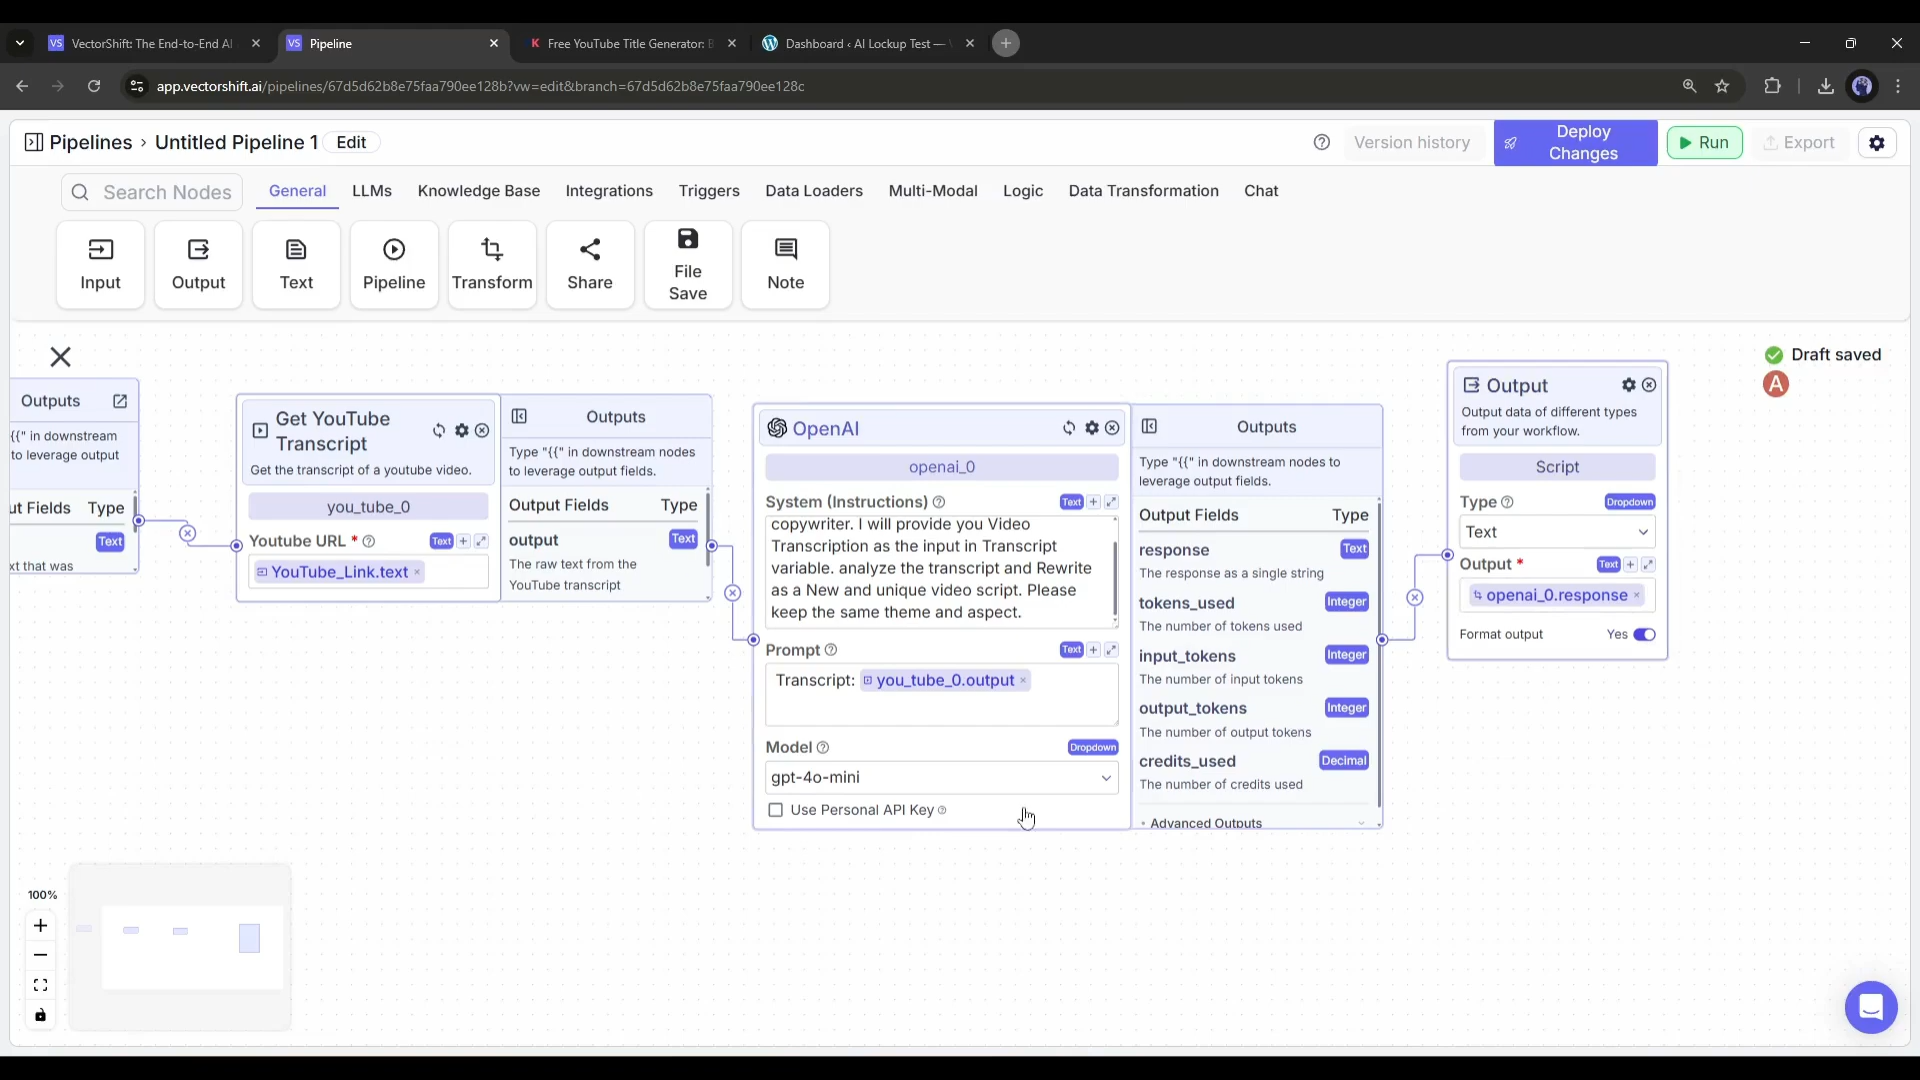 VectorShift: The End-to-End AI
Pipeline
Free YouTube Title Generator: B
Dashboard ‹ AI Lockup Test —
app.vectorshift.ai/pipelines/67d5d62b8e75faa790ee128b?vw=edit&branch=67d5d62b8e75faa790ee128c
Pipelines › Untitled Pipeline 1 Edit
Version history
Deploy Changes
Run
Export
Search Nodes
General
LLMs
Knowledge Base
Integrations
Triggers
Data Loaders
Multi-Modal
Logic
Data Transformation
Chat
Input
Output
Text
Pipeline
Transform
Share
File
Save
Note
Draft saved
A
Outputs
{{" in downstream
to leverage output
ut Fields Type
Text
xt that was
Get YouTube
Transcript
Get the transcript of a youtube video.
you_tube_0
Youtube URL * Text
YouTube_Link.text ×
Outputs
Type "{{" in downstream nodes
to leverage output fields.
Output Fields Type
output Text
The raw text from the
YouTube transcript
OpenAI
openai_0
System (Instructions) Text
copywriter. I will provide you Video
Transcription as the input in Transcript
variable. analyze the transcript and Rewrite
as a New and unique video script. Please
keep the same theme and aspect.
Prompt Text
Transcript: you_tube_0.output ×
Model Dropdown
gpt-4o-mini
Use Personal API Key
Outputs
Type "{{" in downstream nodes to
leverage output fields.
Output Fields Type
response Text
The response as a single string
tokens_used Integer
The number of tokens used
input_tokens Integer
The number of input tokens
output_tokens Integer
The number of output tokens
credits_used Decimal
The number of credits used
Advanced Outputs
Output
Output data of different types
from your workflow.
Script
Type Dropdown
Text
Output * Text
openai_0.response ×
Format output Yes
100%